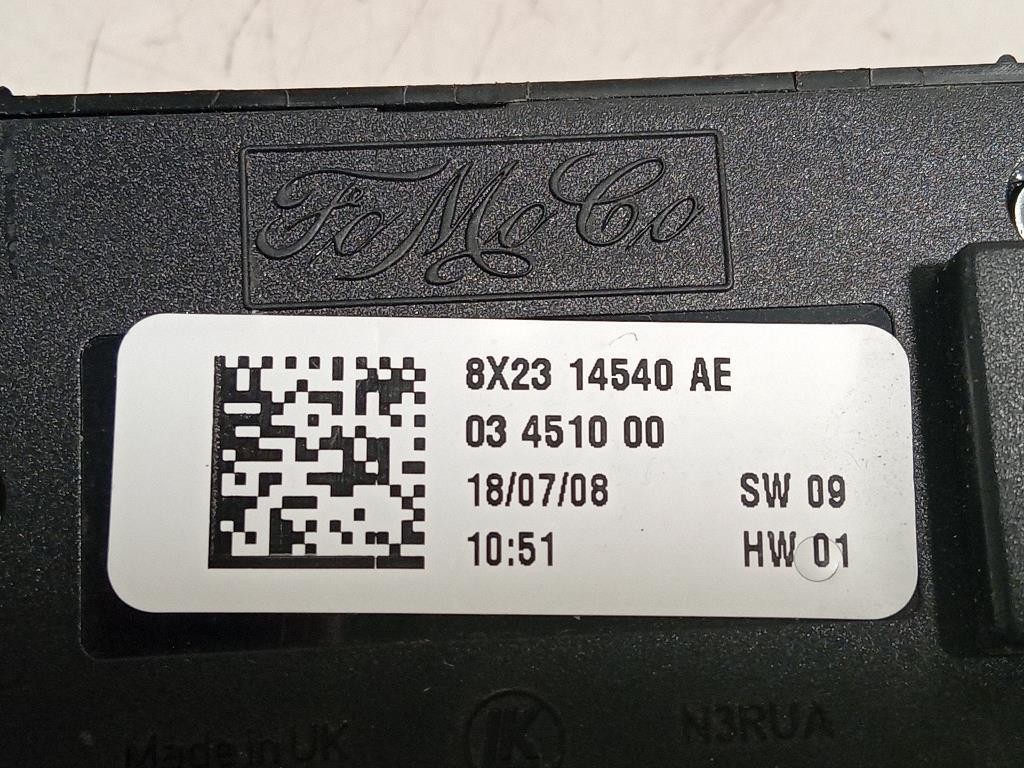 FoMoCo
8X23 14540 AE
03 4510 00
18/07/08 SW 09
10:51 HW 01
Made in UK N3RUA